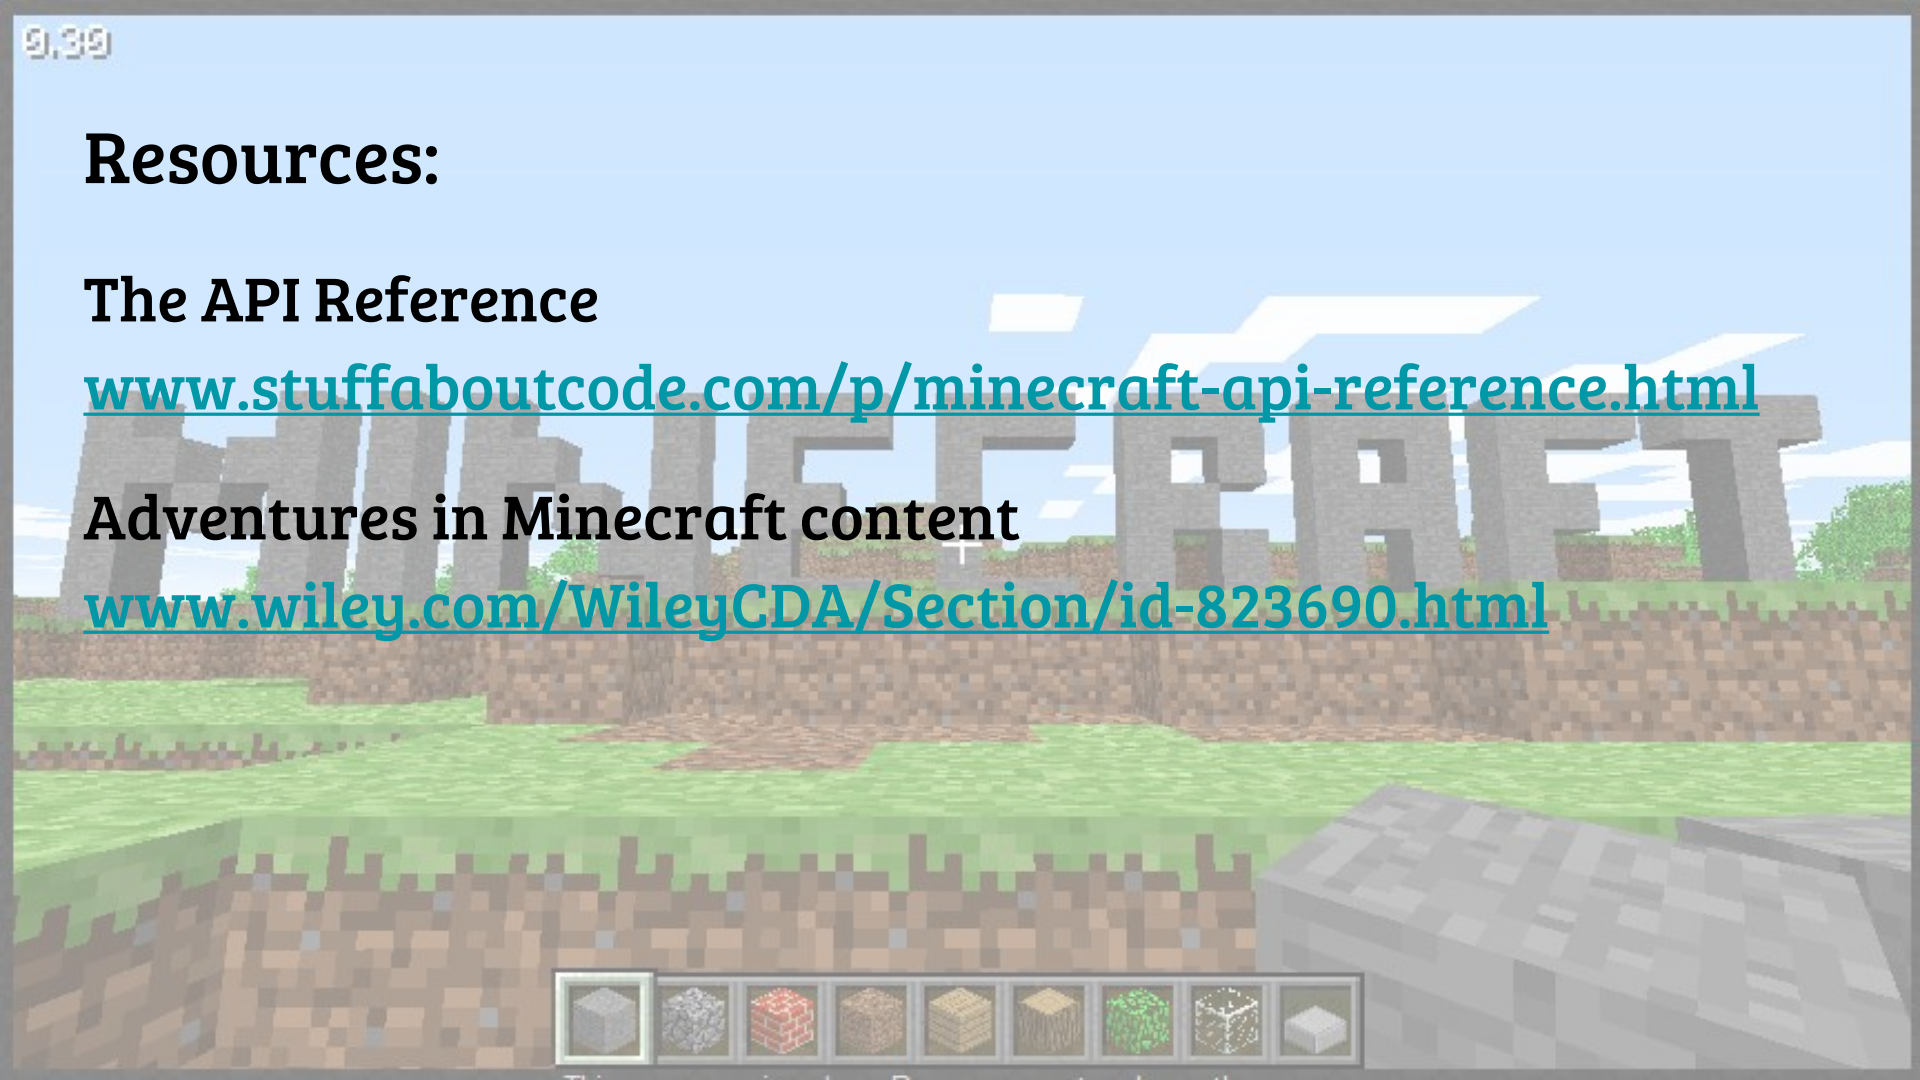 0.30
Resources:
The API Reference
www.stuffaboutcode.com/p/minecraft-api-reference.html
MINECRAFT
Adventures in Minecraft content
www.wiley.com/WileyCDA/Section/id-823690.html